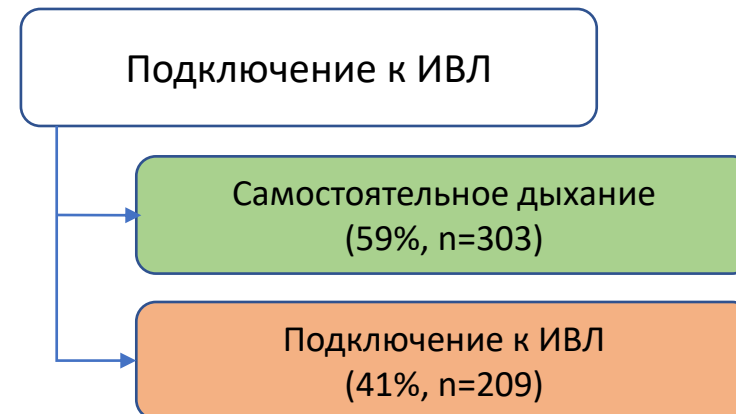 Подключение к ИВЛ
Самостоятельное дыхание
(59%, n=303)
Подключение к ИВЛ
(41%, n=209)